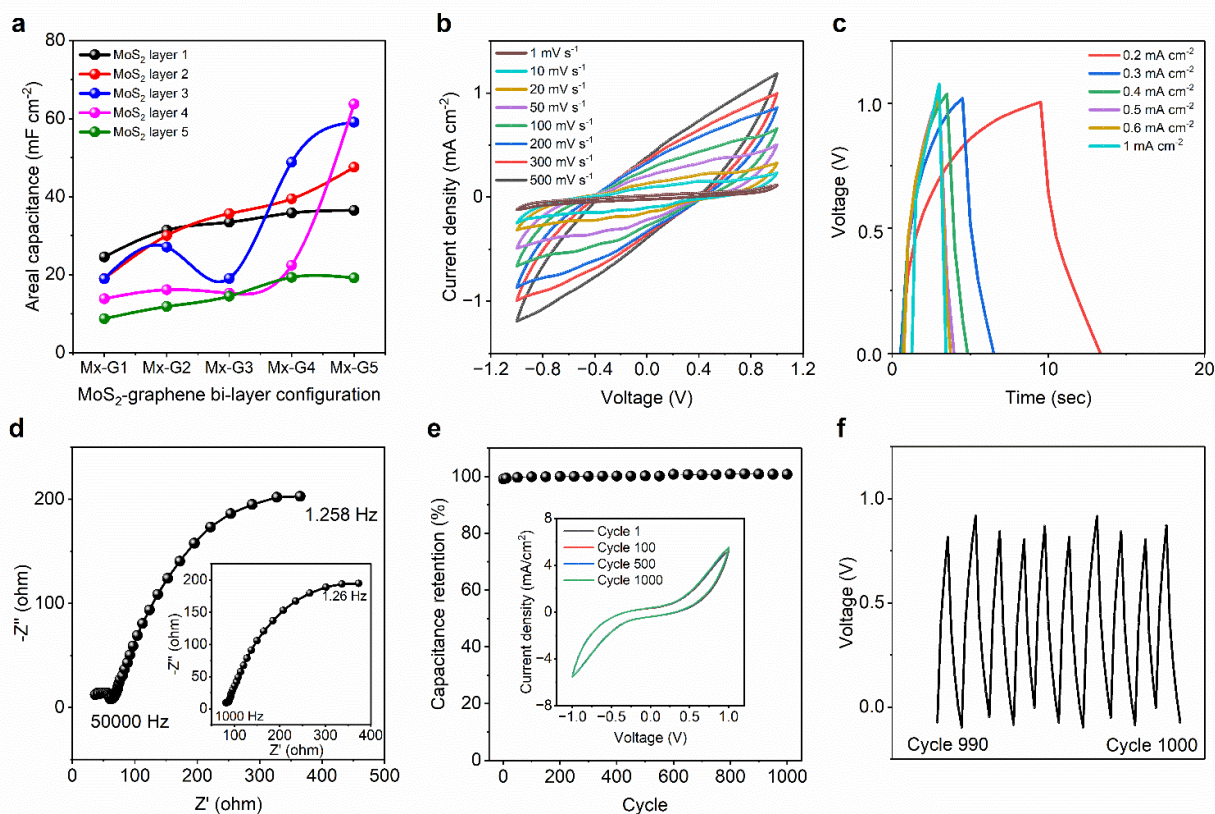 a
MoS₂ layer 1
MoS₂ layer 2
MoS₂ layer 3
MoS₂ layer 4
MoS₂ layer 5
80
60
40
20
0
Areal capacitance (mF cm⁻²)
Mx-G1 Mx-G2 Mx-G3 Mx-G4 Mx-G5
MoS₂-graphene bi-layer configuration
b
1 mV s⁻¹
10 mV s⁻¹
20 mV s⁻¹
50 mV s⁻¹
100 mV s⁻¹
200 mV s⁻¹
300 mV s⁻¹
500 mV s⁻¹
1
0
−1
Current density (mA cm⁻²)
−1.2 −0.8 −0.4 0.0 0.4 0.8 1.2
Voltage (V)
c
0.2 mA cm⁻²
0.3 mA cm⁻²
0.4 mA cm⁻²
0.5 mA cm⁻²
0.6 mA cm⁻²
1 mA cm⁻²
1.0
0.5
0.0
Voltage (V)
0 10 20
Time (sec)
d
200
100
0
-Z'' (ohm)
1.258 Hz
50000 Hz
0 100 200 300 400 500
Z' (ohm)
200
150
100
50
0
-Z'' (ohm)
1.26 Hz
1000 Hz
100 200 300 400
Z' (ohm)
e
100
80
60
40
20
0
Capacitance retention (%)
0 200 400 600 800 1000
Cycle
Cycle 1
Cycle 100
Cycle 500
Cycle 1000
8
4
0
−4
−8
Current density (mA/cm²)
−1.0 −0.5 0.0 0.5 1.0
Voltage (V)
f
1.0
0.5
0.0
Voltage (V)
Cycle 990
Cycle 1000